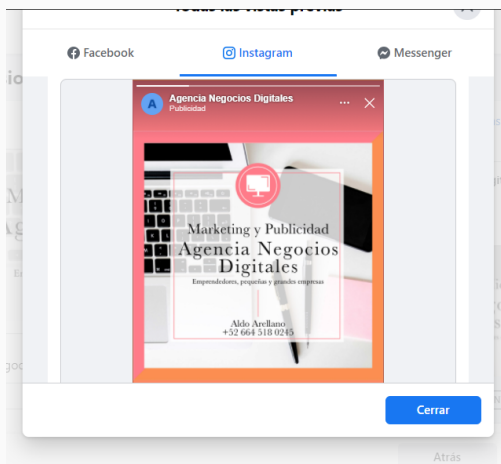 Todas las vistas previas
Facebook
Instagram
Messenger
A
Agencia Negocios Digitales
Publicidad
Marketing y Publicidad
Agencia Negocios
Digitales
Emprendedores, pequeñas y grandes empresas
Aldo Arellano
+52 664 518 0245
Cerrar
Atrás